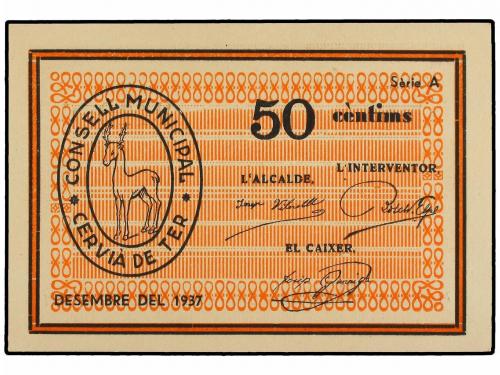 Sèrie A
50 cèntims
CONSELL MUNICIPAL
CERVIÀ DE TER
L'ALCALDE,
L'INTERVENTOR,
EL CAIXER,
DESEMBRE DEL 1937